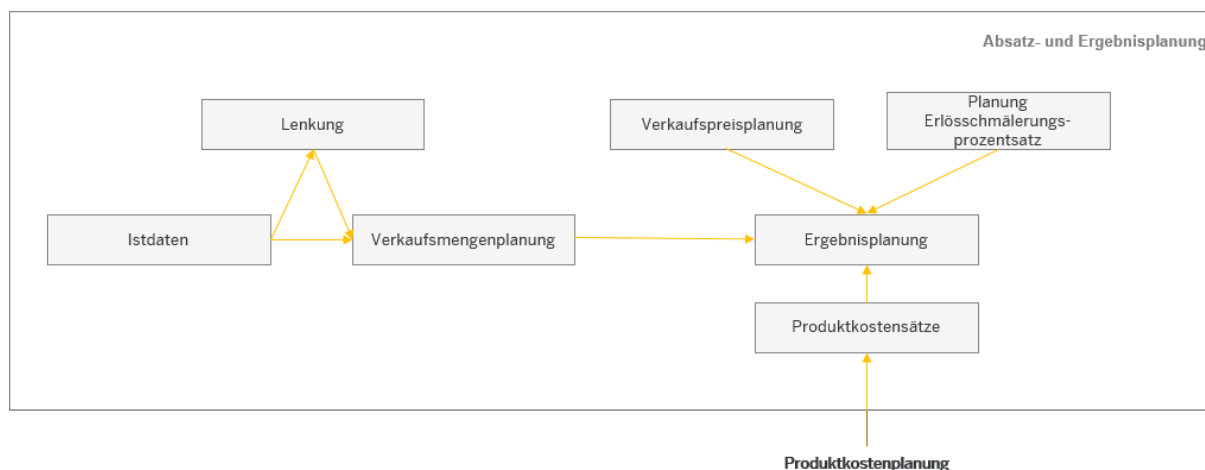 Absatz- und Ergebnisplanung
Lenkung
Verkaufspreisplanung
Planung
Erlösschmälerungs-
prozentsatz
Istdaten
Verkaufsmengenplanung
Ergebnisplanung
Produktkostensätze
Produktkostenplanung